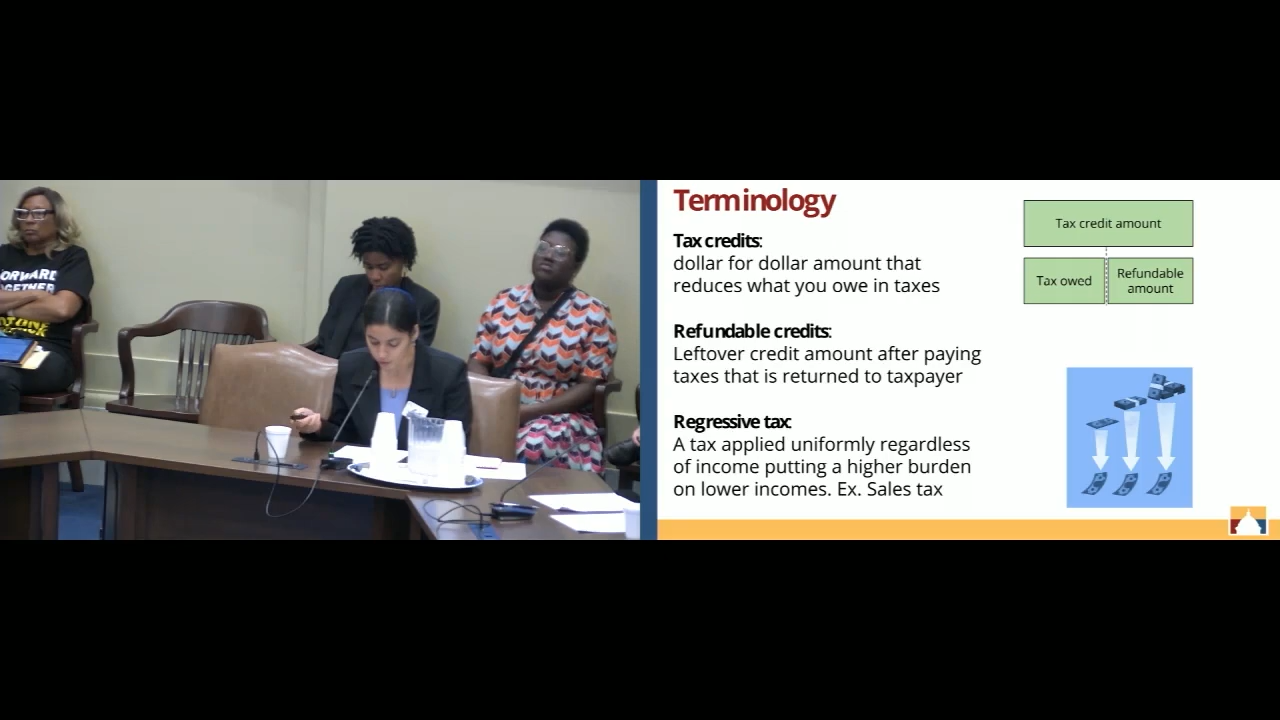 ORWARD
GETHER
Terminology
Tax credits:
dollar for dollar amount that
reduces what you owe in taxes
Refundable credits:
Leftover credit amount after paying
taxes that is returned to taxpayer
Regressive tax:
A tax applied uniformly regardless
of income putting a higher burden
on lower incomes. Ex. Sales tax
Tax credit amount
Tax owed
Refundable
amount